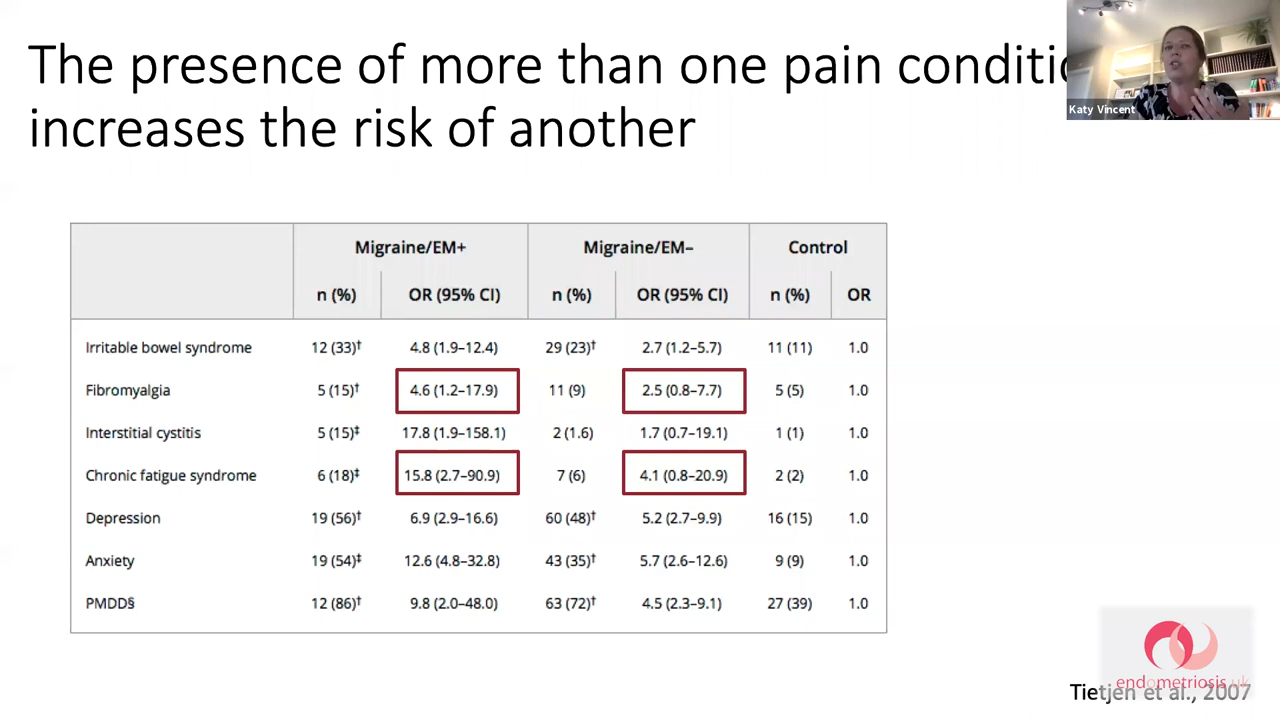 The presence of more than one pain conditi
increases the risk of another
Katy Vincent
Migraine/EM+ Migraine/EM– Control
n (%) OR (95% CI) n (%) OR (95% CI) n (%) OR
Irritable bowel syndrome 12 (33)† 4.8 (1.9–12.4) 29 (23)† 2.7 (1.2–5.7) 11 (11) 1.0
Fibromyalgia 5 (15)† 4.6 (1.2–17.9) 11 (9) 2.5 (0.8–7.7) 5 (5) 1.0
Interstitial cystitis 5 (15)‡ 17.8 (1.9–158.1) 2 (1.6) 1.7 (0.7–19.1) 1 (1) 1.0
Chronic fatigue syndrome 6 (18)‡ 15.8 (2.7–90.9) 7 (6) 4.1 (0.8–20.9) 2 (2) 1.0
Depression 19 (56)† 6.9 (2.9–16.6) 60 (48)† 5.2 (2.7–9.9) 16 (15) 1.0
Anxiety 19 (54)‡ 12.6 (4.8–32.8) 43 (35)† 5.7 (2.6–12.6) 9 (9) 1.0
PMDD§ 12 (86)† 9.8 (2.0–48.0) 63 (72)† 4.5 (2.3–9.1) 27 (39) 1.0
endometriosis uk
Tietjen et al., 2007